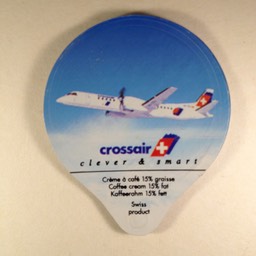 crossair
clever & smart
Crème à café 15% graisse
Coffee cream 15% fat
Kaffeerahm 15% fett
Swiss
product